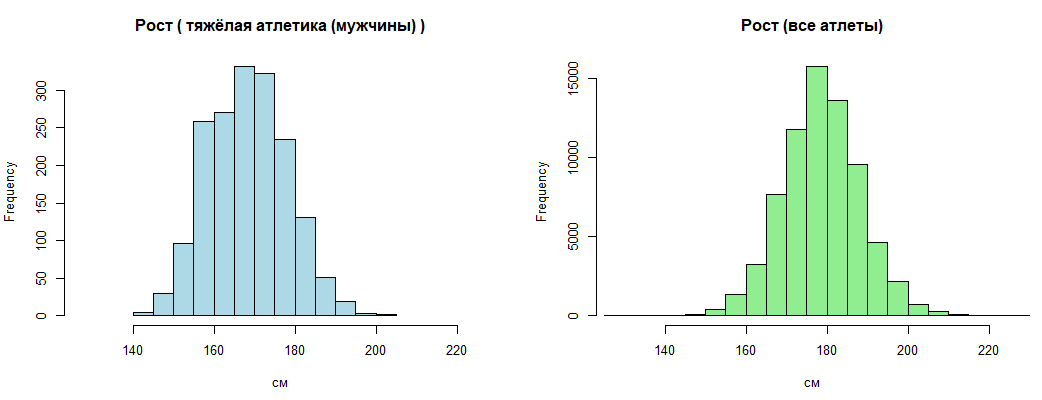 Рост ( тяжёлая атлетика (мужчины) )
Frequency
300
250
200
150
100
50
0
140 160 180 200 220
см
Рост (все атлеты)
Frequency
15000
10000
5000
0
140 160 180 200 220
см